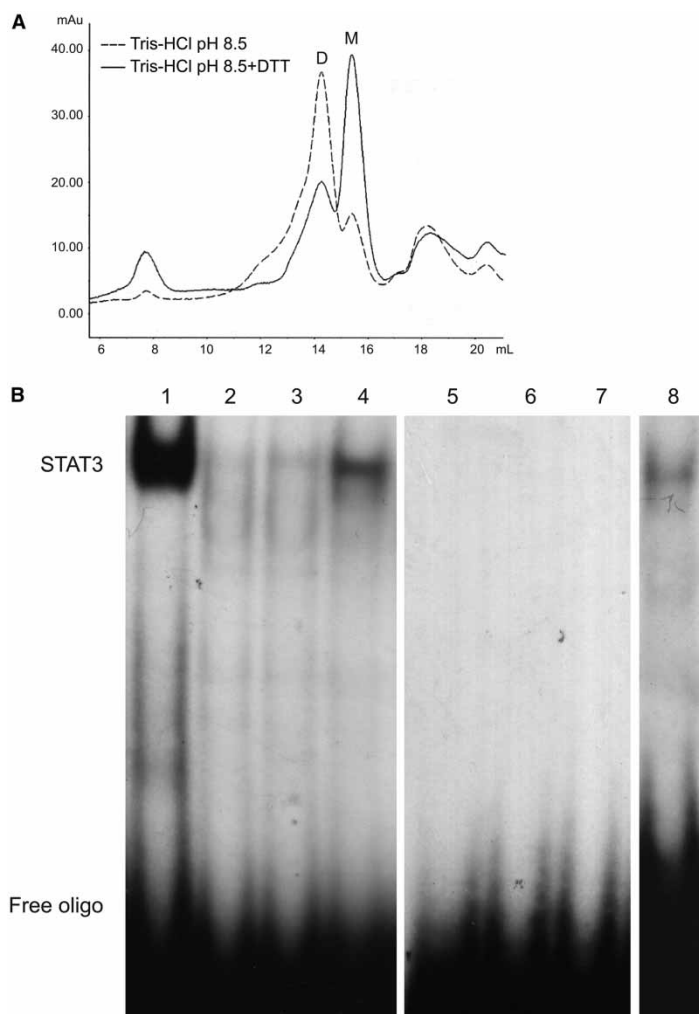 A
mAu
Tris-HCl pH 8.5
Tris-HCl pH 8.5+DTT
D
M
40.00
30.00
20.00
10.00
0.00
6 8 10 12 14 16 18 20 mL
B
1 2 3 4 5 6 7 8
STAT3
Free oligo